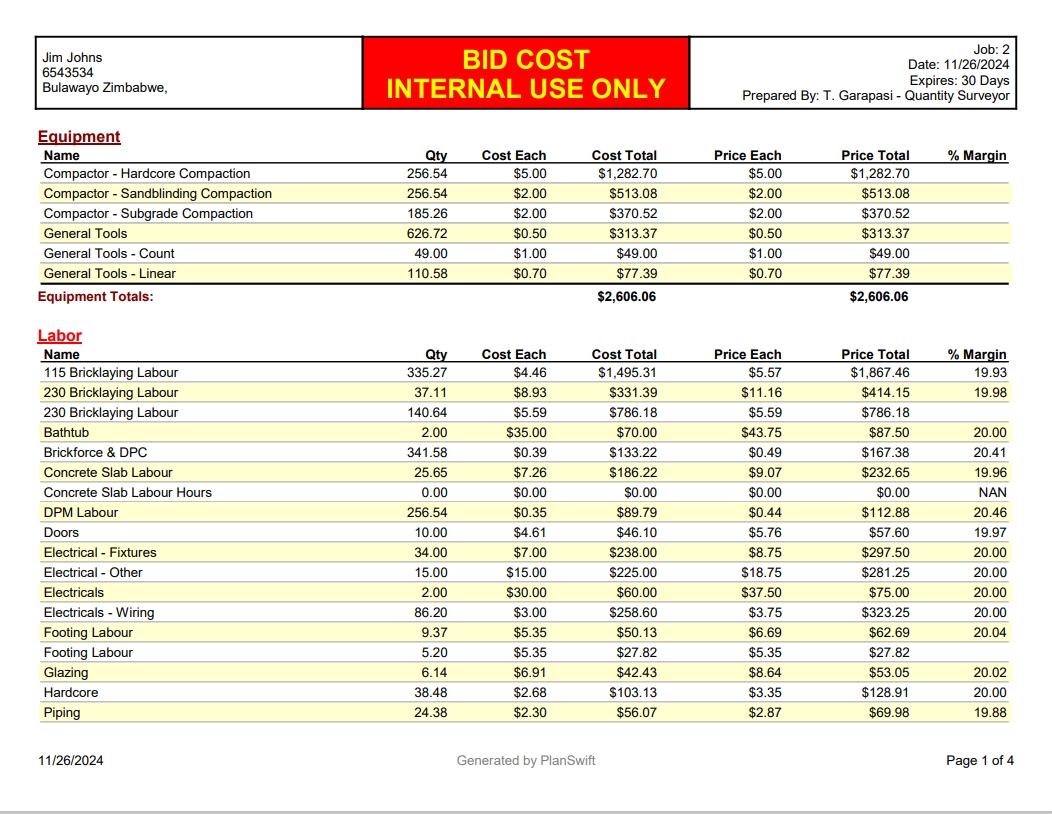 Jim Johns
6543534
Bulawayo Zimbabwe,
BID COST
INTERNAL USE ONLY
Job: 2
Date: 11/26/2024
Expires: 30 Days
Prepared By: T. Garapasi - Quantity Surveyor
Equipment
Name Qty Cost Each Cost Total Price Each Price Total % Margin
Compactor - Hardcore Compaction 256.54 $5.00 $1,282.70 $5.00 $1,282.70
Compactor - Sandblinding Compaction 256.54 $2.00 $513.08 $2.00 $513.08
Compactor - Subgrade Compaction 185.26 $2.00 $370.52 $2.00 $370.52
General Tools 626.72 $0.50 $313.37 $0.50 $313.37
General Tools - Count 49.00 $1.00 $49.00 $1.00 $49.00
General Tools - Linear 110.58 $0.70 $77.39 $0.70 $77.39
Equipment Totals: $2,606.06 $2,606.06
Labor
Name Qty Cost Each Cost Total Price Each Price Total % Margin
115 Bricklaying Labour 335.27 $4.46 $1,495.31 $5.57 $1,867.46 19.93
230 Bricklaying Labour 37.11 $8.93 $331.39 $11.16 $414.15 19.98
230 Bricklaying Labour 140.64 $5.59 $786.18 $5.59 $786.18
Bathtub 2.00 $35.00 $70.00 $43.75 $87.50 20.00
Brickforce & DPC 341.58 $0.39 $133.22 $0.49 $167.38 20.41
Concrete Slab Labour 25.65 $7.26 $186.22 $9.07 $232.65 19.96
Concrete Slab Labour Hours 0.00 $0.00 $0.00 $0.00 $0.00 NAN
DPM Labour 256.54 $0.35 $89.79 $0.44 $112.88 20.46
Doors 10.00 $4.61 $46.10 $5.76 $57.60 19.97
Electrical - Fixtures 34.00 $7.00 $238.00 $8.75 $297.50 20.00
Electrical - Other 15.00 $15.00 $225.00 $18.75 $281.25 20.00
Electricals 2.00 $30.00 $60.00 $37.50 $75.00 20.00
Electricals - Wiring 86.20 $3.00 $258.60 $3.75 $323.25 20.00
Footing Labour 9.37 $5.35 $50.13 $6.69 $62.69 20.04
Footing Labour 5.20 $5.35 $27.82 $5.35 $27.82
Glazing 6.14 $6.91 $42.43 $8.64 $53.05 20.02
Hardcore 38.48 $2.68 $103.13 $3.35 $128.91 20.00
Piping 24.38 $2.30 $56.07 $2.87 $69.98 19.88
11/26/2024 Generated by PlanSwift Page 1 of 4